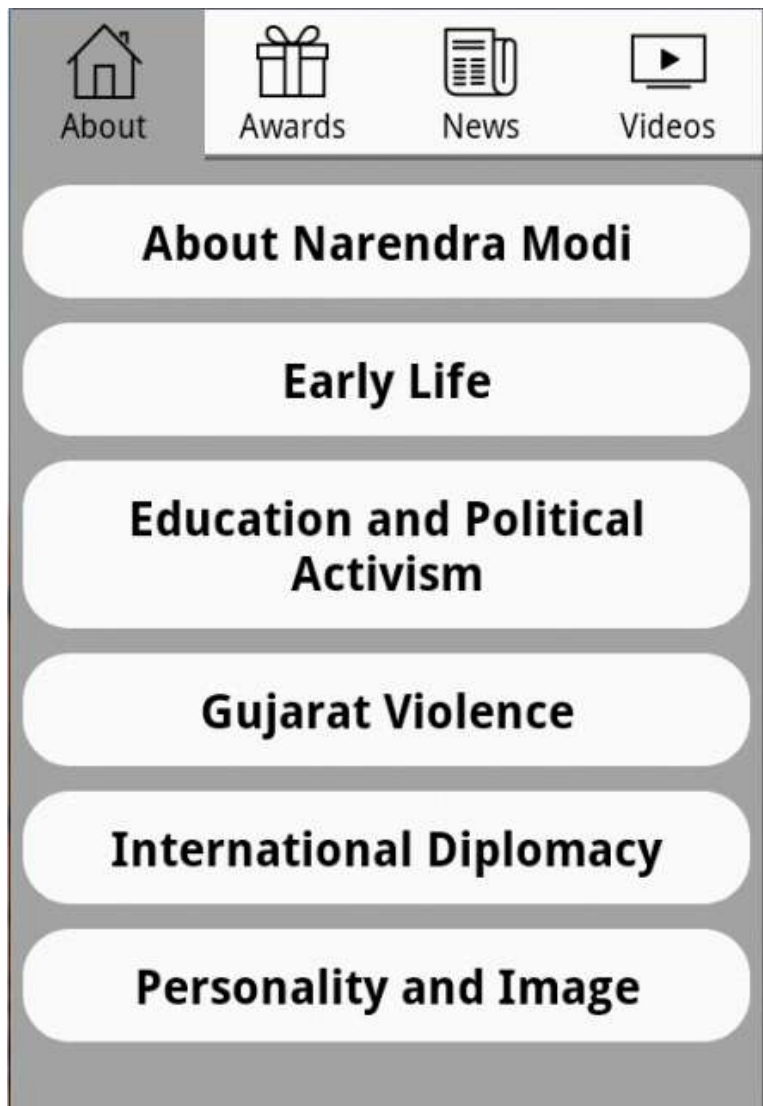 About
Awards
News
Videos
About Narendra Modi
Early Life
Education and Political
Activism
Gujarat Violence
International Diplomacy
Personality and Image